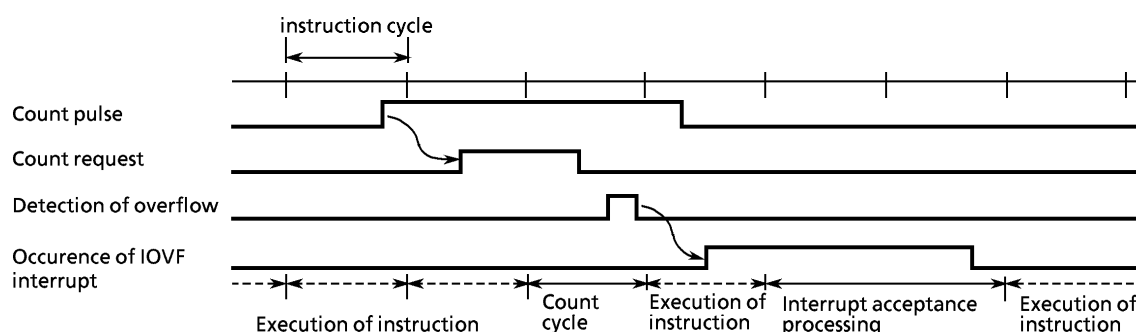 instruction cycle
Count pulse
Count request
Detection of overflow
Occurence of IOVF
interrupt
Execution of instruction
Count
cycle
Execution of
instruction
Interrupt acceptance
processing
Execution of
instruction